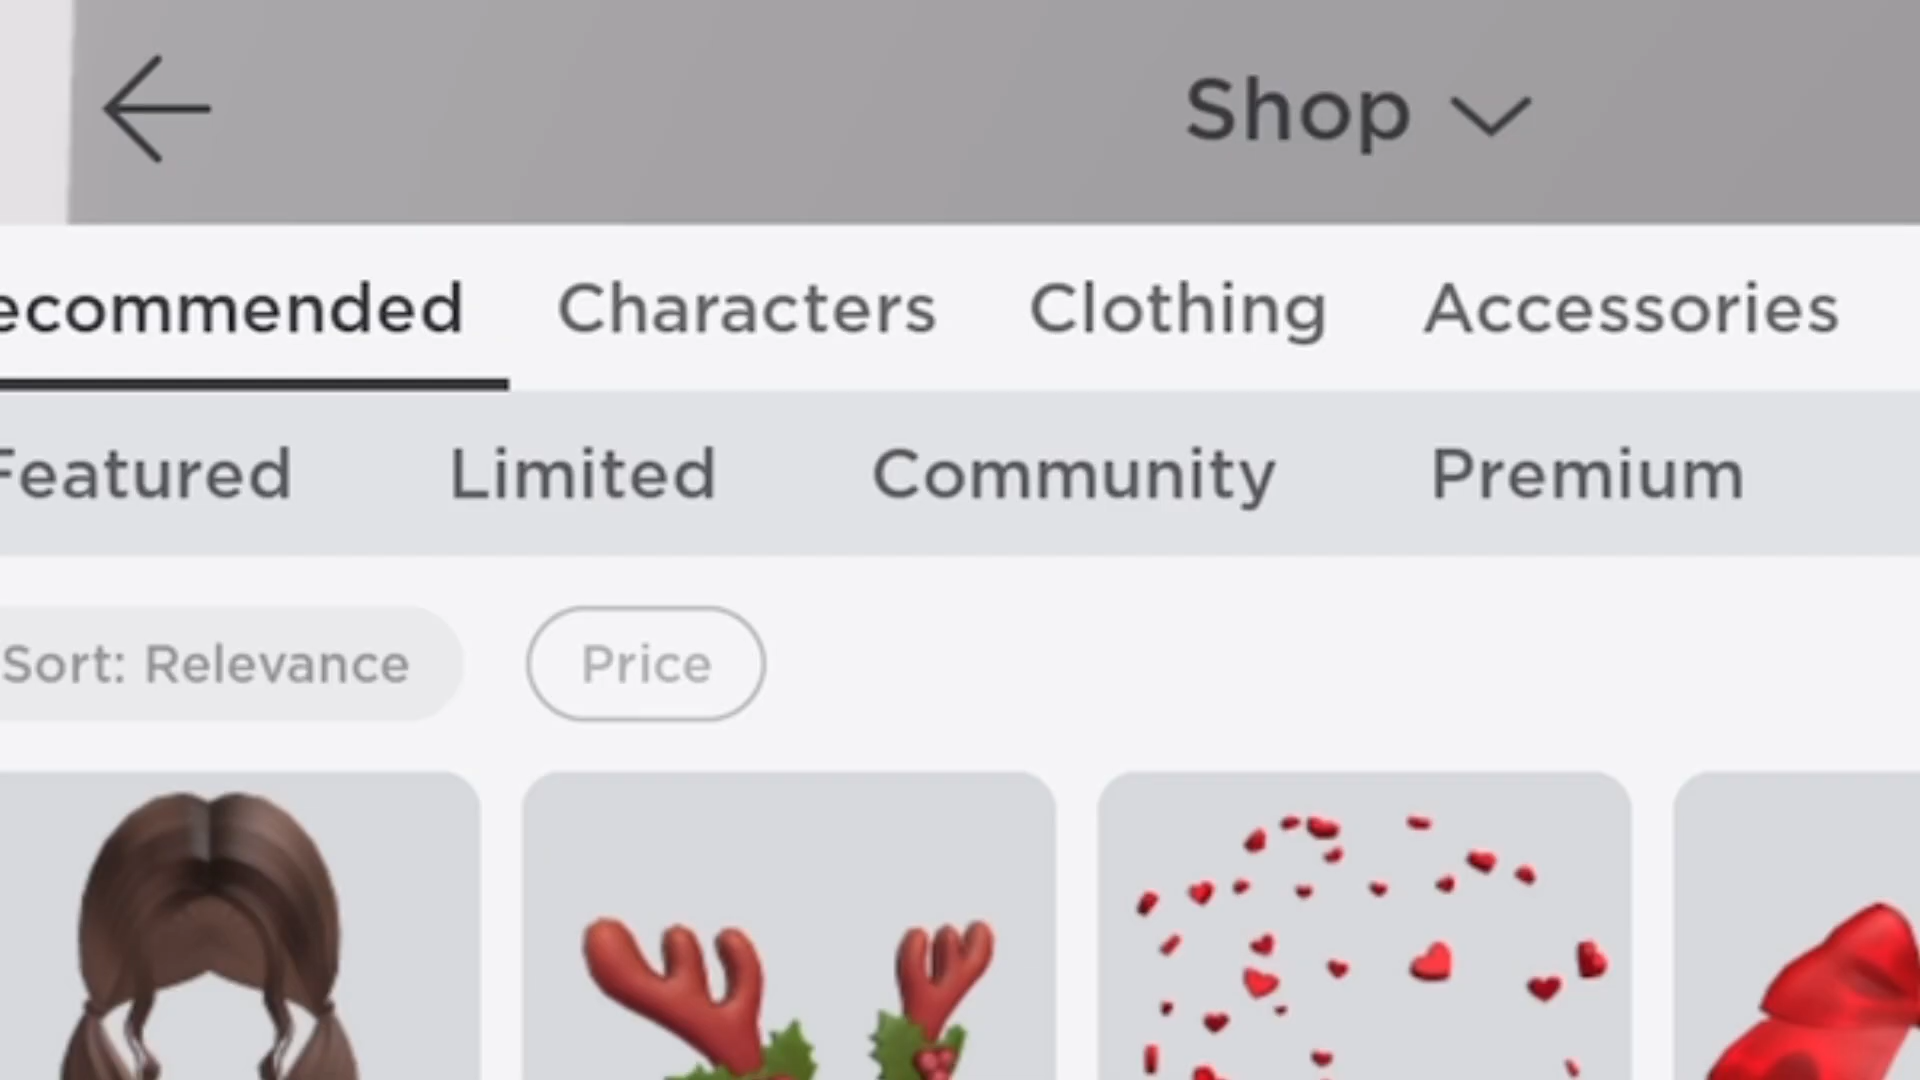 Shop
ecommended Characters Clothing Accessories
Featured Limited Community Premium
Sort: Relevance Price